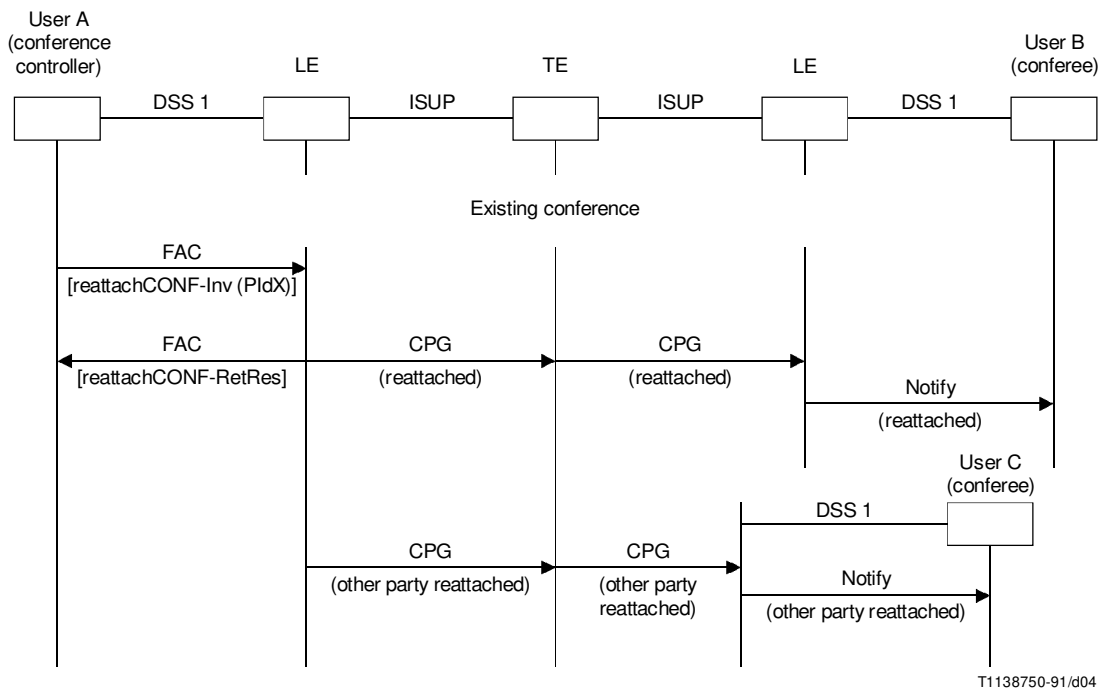 User A
(conference
controller)
LE
TE
LE
User B
(conferee)
DSS 1
ISUP
ISUP
DSS 1
Existing conference
FAC
[reattachCONF-Inv (PIdX)]
FAC
[reattachCONF-RetRes]
CPG
(reattached)
CPG
(reattached)
Notify
(reattached)
User C
(conferee)
DSS 1
CPG
(other party reattached)
CPG
(other party
reattached)
Notify
(other party reattached)
T1138750-91/d04